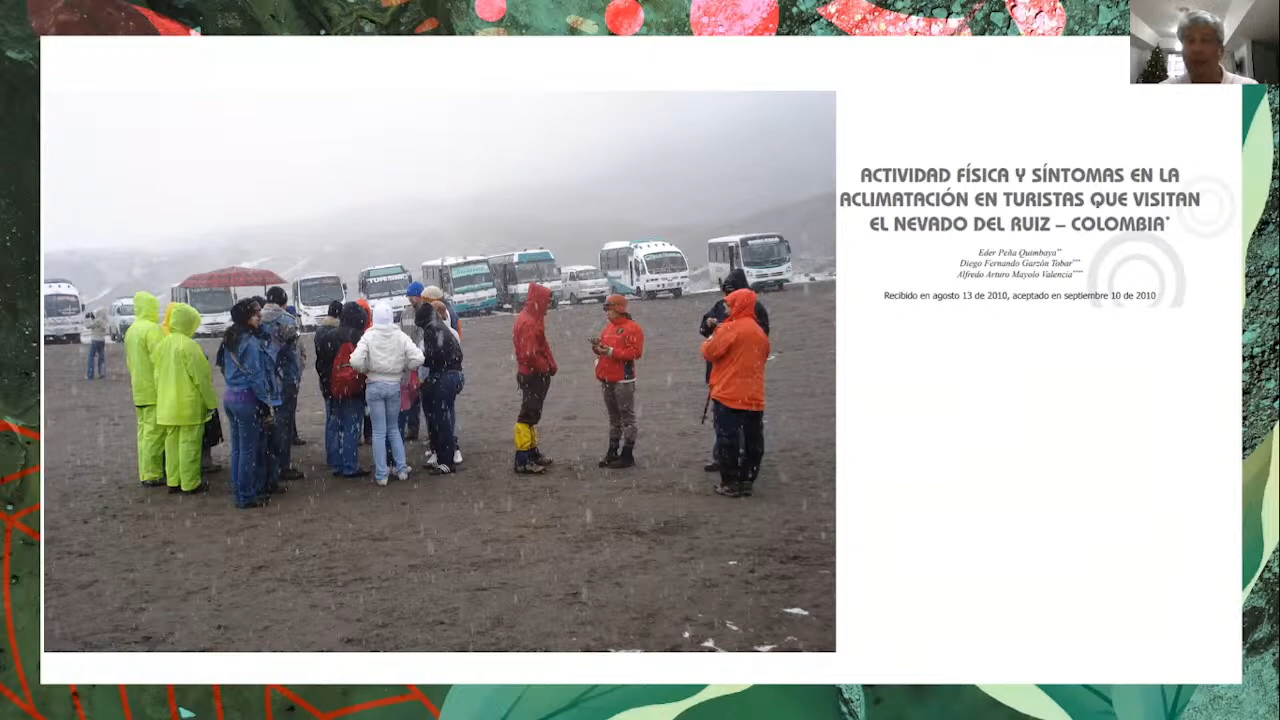 ACTIVIDAD FÍSICA Y SÍNTOMAS EN LA
ACLIMATACIÓN EN TURISTAS QUE VISITAN
EL NEVADO DEL RUIZ – COLOMBIA*
Eder Peña Quimbaya**
Diego Fernando Garzón Tobar***
Alfredo Arturo Mayolo Valencia****
Recibido en agosto 13 de 2010, aceptado en septiembre 10 de 2010